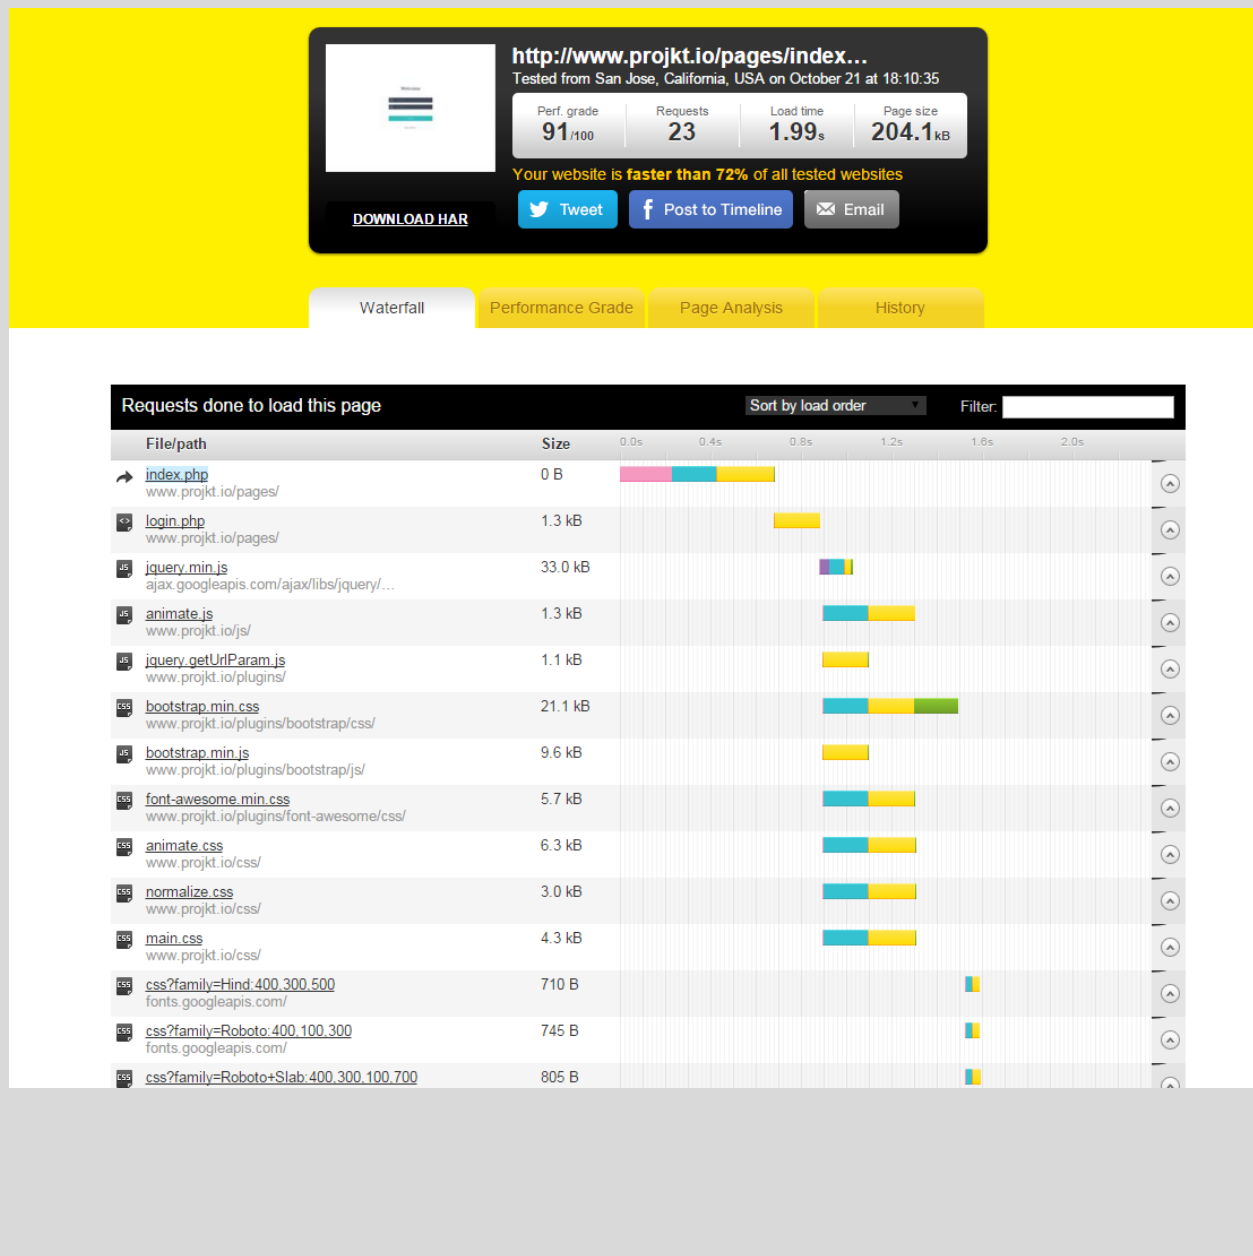 http://www.projkt.io/pages/index...
Tested from San Jose, California, USA on October 21 at 18:10:35
Perf. grade Requests Load time Page size
91/100 23 1.99s 204.1kB
Your website is faster than 72% of all tested websites
DOWNLOAD HAR Tweet Post to Timeline Email
Waterfall Performance Grade Page Analysis History
Requests done to load this page Sort by load order Filter:
File/path Size 0.0s 0.4s 0.8s 1.2s 1.6s 2.0s
index.php 0 B
www.projkt.io/pages/
login.php 1.3 kB
www.projkt.io/pages/
jquery.min.js 33.0 kB
ajax.googleapis.com/ajax/libs/jquery/...
animate.js 1.3 kB
www.projkt.io/js/
jquery.getUrlParam.js 1.1 kB
www.projkt.io/plugins/
bootstrap.min.css 21.1 kB
www.projkt.io/plugins/bootstrap/css/
bootstrap.min.js 9.6 kB
www.projkt.io/plugins/bootstrap/js/
font-awesome.min.css 5.7 kB
www.projkt.io/plugins/font-awesome/css/
animate.css 6.3 kB
www.projkt.io/css/
normalize.css 3.0 kB
www.projkt.io/css/
main.css 4.3 kB
www.projkt.io/css/
css?family=Hind:400,300,500 710 B
fonts.googleapis.com/
css?family=Roboto:400,100,300 745 B
fonts.googleapis.com/
css?family=Roboto+Slab:400,300,100,700 805 B